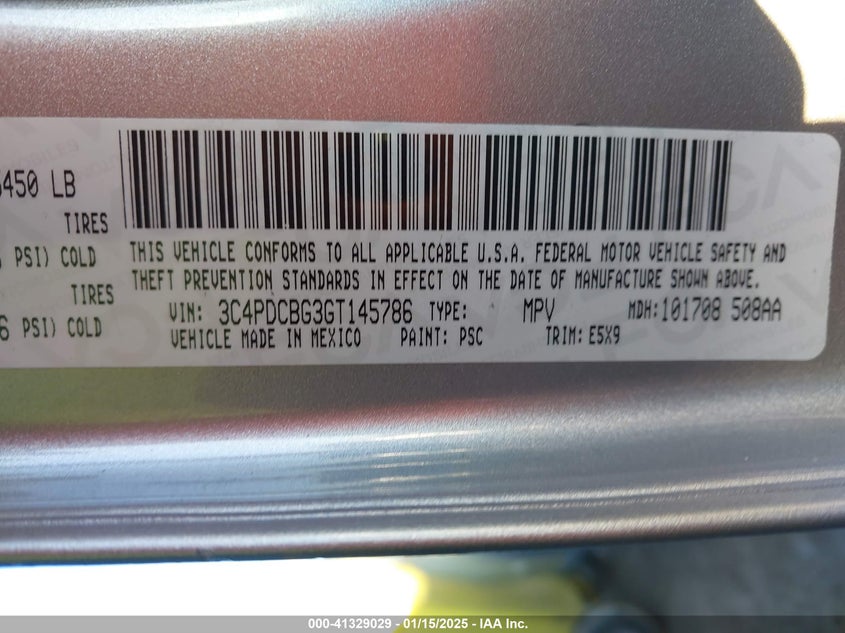 450 LB
TIRES
PSI) COLD
TIRES
6 PSI) COLD
THIS VEHICLE CONFORMS TO ALL APPLICABLE U.S.A. FEDERAL MOTOR VEHICLE SAFETY AND
THEFT PREVENTION STANDARDS IN EFFECT ON THE DATE OF MANUFACTURE SHOWN ABOVE.
VIN: 3C4PDCBG3GT145786 TYPE: MPV MDH:101708 508AA
VEHICLE MADE IN MEXICO PAINT: PSC TRIM: E5X9
000-41329029 - 01/15/2025 - IAA Inc.